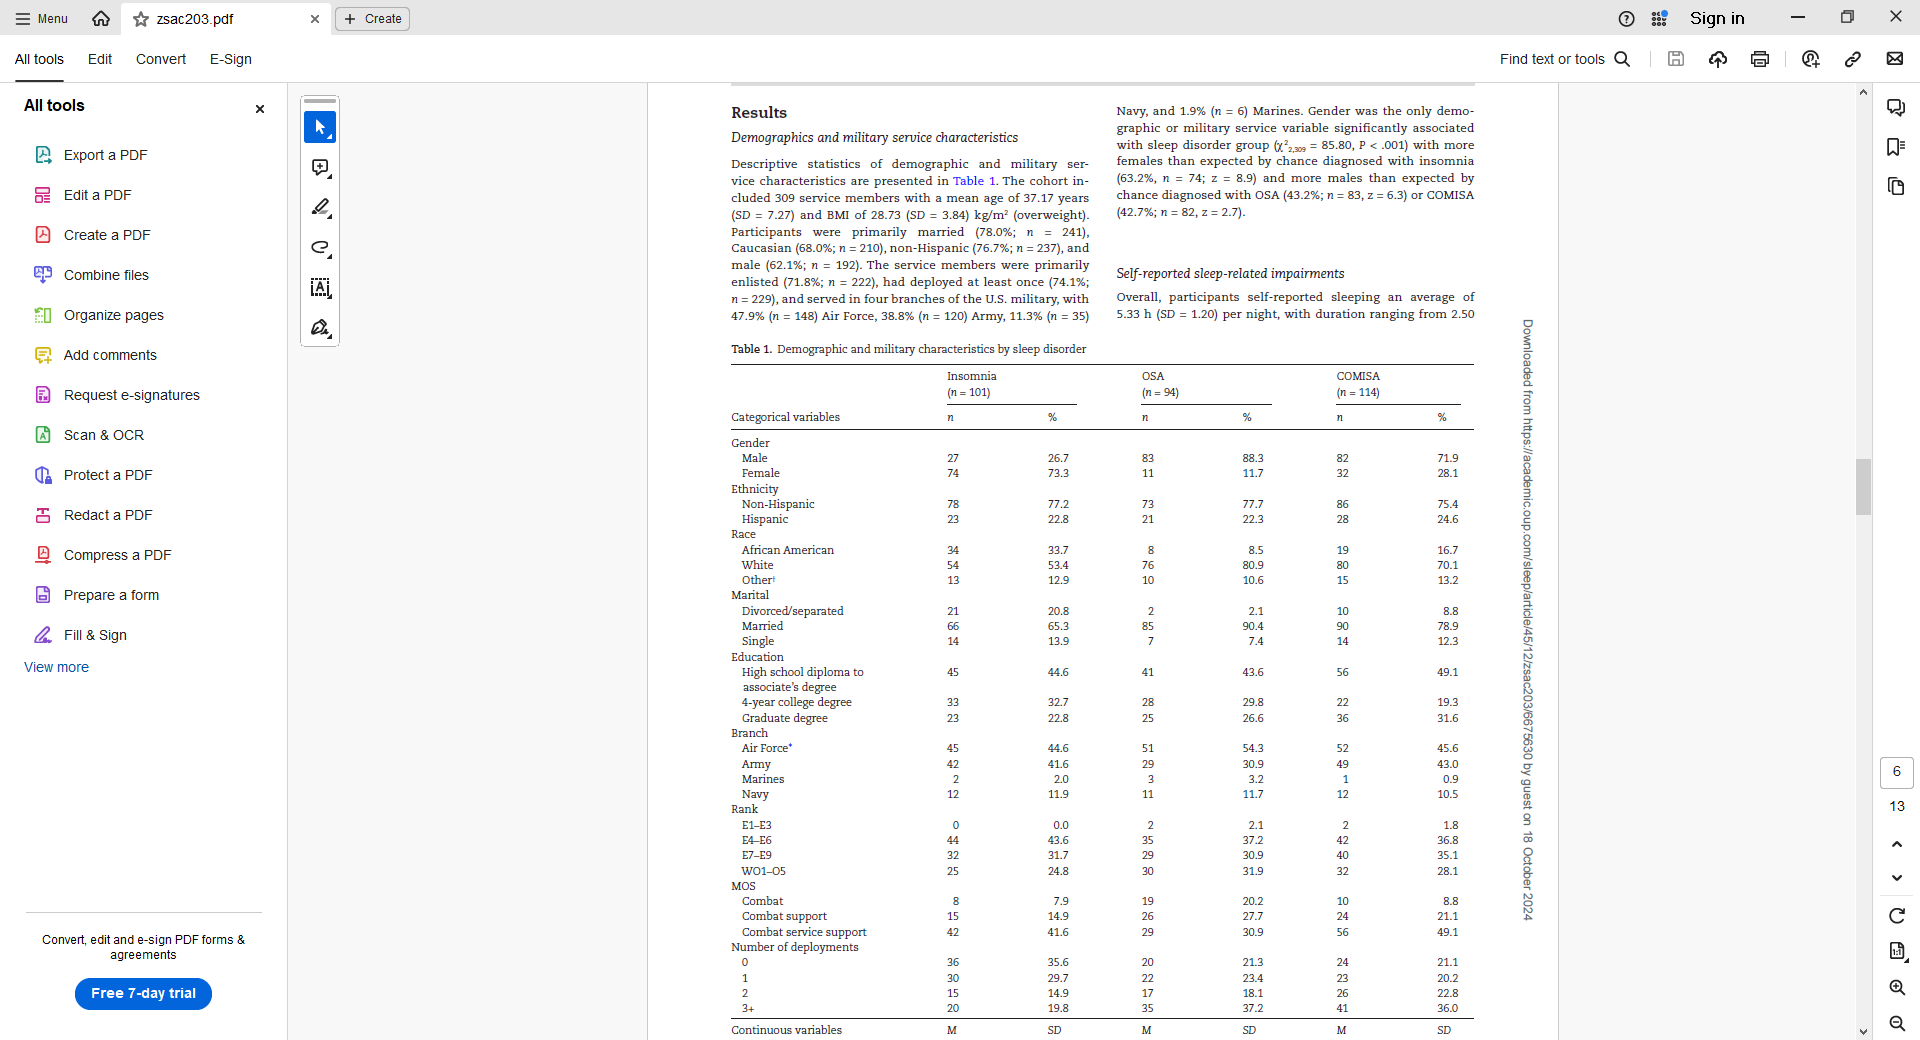 Menu
zsac203.pdf
Create
Sign in
All tools
Edit
Convert
E-Sign
Find text or tools
All tools
Export a PDF
Edit a PDF
Create a PDF
Combine files
Organize pages
Add comments
Request e-signatures
Scan & OCR
Protect a PDF
Redact a PDF
Compress a PDF
Prepare a form
Fill & Sign
View more
Convert, edit and e-sign PDF forms &
agreements
Free 7-day trial
Results
Demographics and military service characteristics
Descriptive statistics of demographic and military ser-
vice characteristics are presented in Table 1. The cohort in-
cluded 309 service members with a mean age of 37.17 years
(SD = 7.27) and BMI of 28.73 (SD = 3.84) kg/m² (overweight).
Participants were primarily married (78.0%; n = 241),
Caucasian (68.0%; n = 210), non-Hispanic (76.7%; n = 237), and
male (62.1%; n = 192). The service members were primarily
enlisted (71.8%; n = 222), had deployed at least once (74.1%;
n = 229), and served in four branches of the U.S. military, with
47.9% (n = 148) Air Force, 38.8% (n = 120) Army, 11.3% (n = 35)
Navy, and 1.9% (n = 6) Marines. Gender was the only demo-
graphic or military service variable significantly associated
with sleep disorder group (χ²₂,₃₀₉ = 85.80, P < .001) with more
females than expected by chance diagnosed with insomnia
(63.2%, n = 74; z = 8.9) and more males than expected by
chance diagnosed with OSA (43.2%; n = 83, z = 6.3) or COMISA
(42.7%; n = 82, z = 2.7).
Self-reported sleep-related impairments
Overall, participants self-reported sleeping an average of
5.33 h (SD = 1.20) per night, with duration ranging from 2.50
Table 1. Demographic and military characteristics by sleep disorder
Insomnia OSA COMISA
(n = 101) (n = 94) (n = 114)
Categorical variables n % n % n %
Gender
Male 27 26.7 83 88.3 82 71.9
Female 74 73.3 11 11.7 32 28.1
Ethnicity
Non-Hispanic 78 77.2 73 77.7 86 75.4
Hispanic 23 22.8 21 22.3 28 24.6
Race
African American 34 33.7 8 8.5 19 16.7
White 54 53.4 76 80.9 80 70.1
Other† 13 12.9 10 10.6 15 13.2
Marital
Divorced/separated 21 20.8 2 2.1 10 8.8
Married 66 65.3 85 90.4 90 78.9
Single 14 13.9 7 7.4 14 12.3
Education
High school diploma to 45 44.6 41 43.6 56 49.1
associate's degree
4-year college degree 33 32.7 28 29.8 22 19.3
Graduate degree 23 22.8 25 26.6 36 31.6
Branch
Air Force* 45 44.6 51 54.3 52 45.6
Army 42 41.6 29 30.9 49 43.0
Marines 2 2.0 3 3.2 1 0.9
Navy 12 11.9 11 11.7 12 10.5
Rank
E1–E3 0 0.0 2 2.1 2 1.8
E4–E6 44 43.6 35 37.2 42 36.8
E7–E9 32 31.7 29 30.9 40 35.1
WO1–O5 25 24.8 30 31.9 32 28.1
MOS
Combat 8 7.9 19 20.2 10 8.8
Combat support 15 14.9 26 27.7 24 21.1
Combat service support 42 41.6 29 30.9 56 49.1
Number of deployments
0 36 35.6 20 21.3 24 21.1
1 30 29.7 22 23.4 23 20.2
2 15 14.9 17 18.1 26 22.8
3+ 20 19.8 35 37.2 41 36.0
Continuous variables M SD M SD M SD
Downloaded from https://academic.oup.com/sleep/article/45/12/zsac203/6675630 by guest on 18 October 2024
6
13
1:1